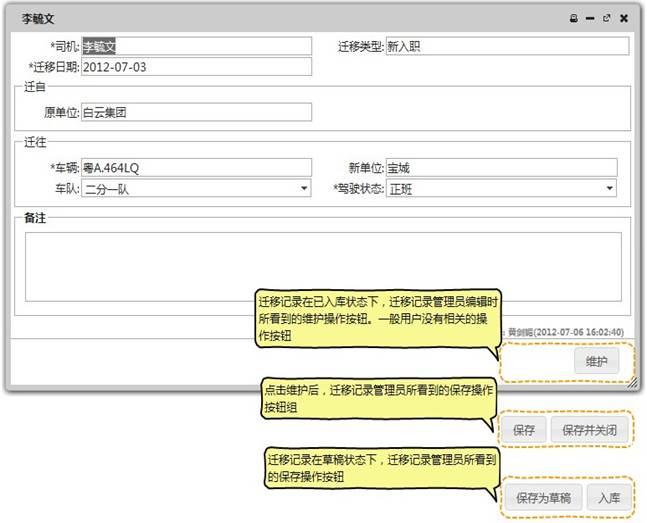 李毓文
*司机: 李毓文 迁移类型: 新入职
*迁移日期: 2012-07-03
迁自
原单位: 白云集团
迁往
*车辆: 粤A.464LQ 新单位: 宝城
车队: 二分一队 *驾驶状态: 正班
备注
迁移记录在已入库状态下，迁移记录管理员编辑时
所看到的维护操作按钮。一般用户没有相关的操
作按钮
: 黄剑姬(2012-07-06 16:02:40)
维护
点击维护后，迁移记录管理员所看到的保存操作
按钮组
保存 保存并关闭
迁移记录在草稿状态下，迁移记录管理员所看到
的保存操作按钮
保存为草稿 入库